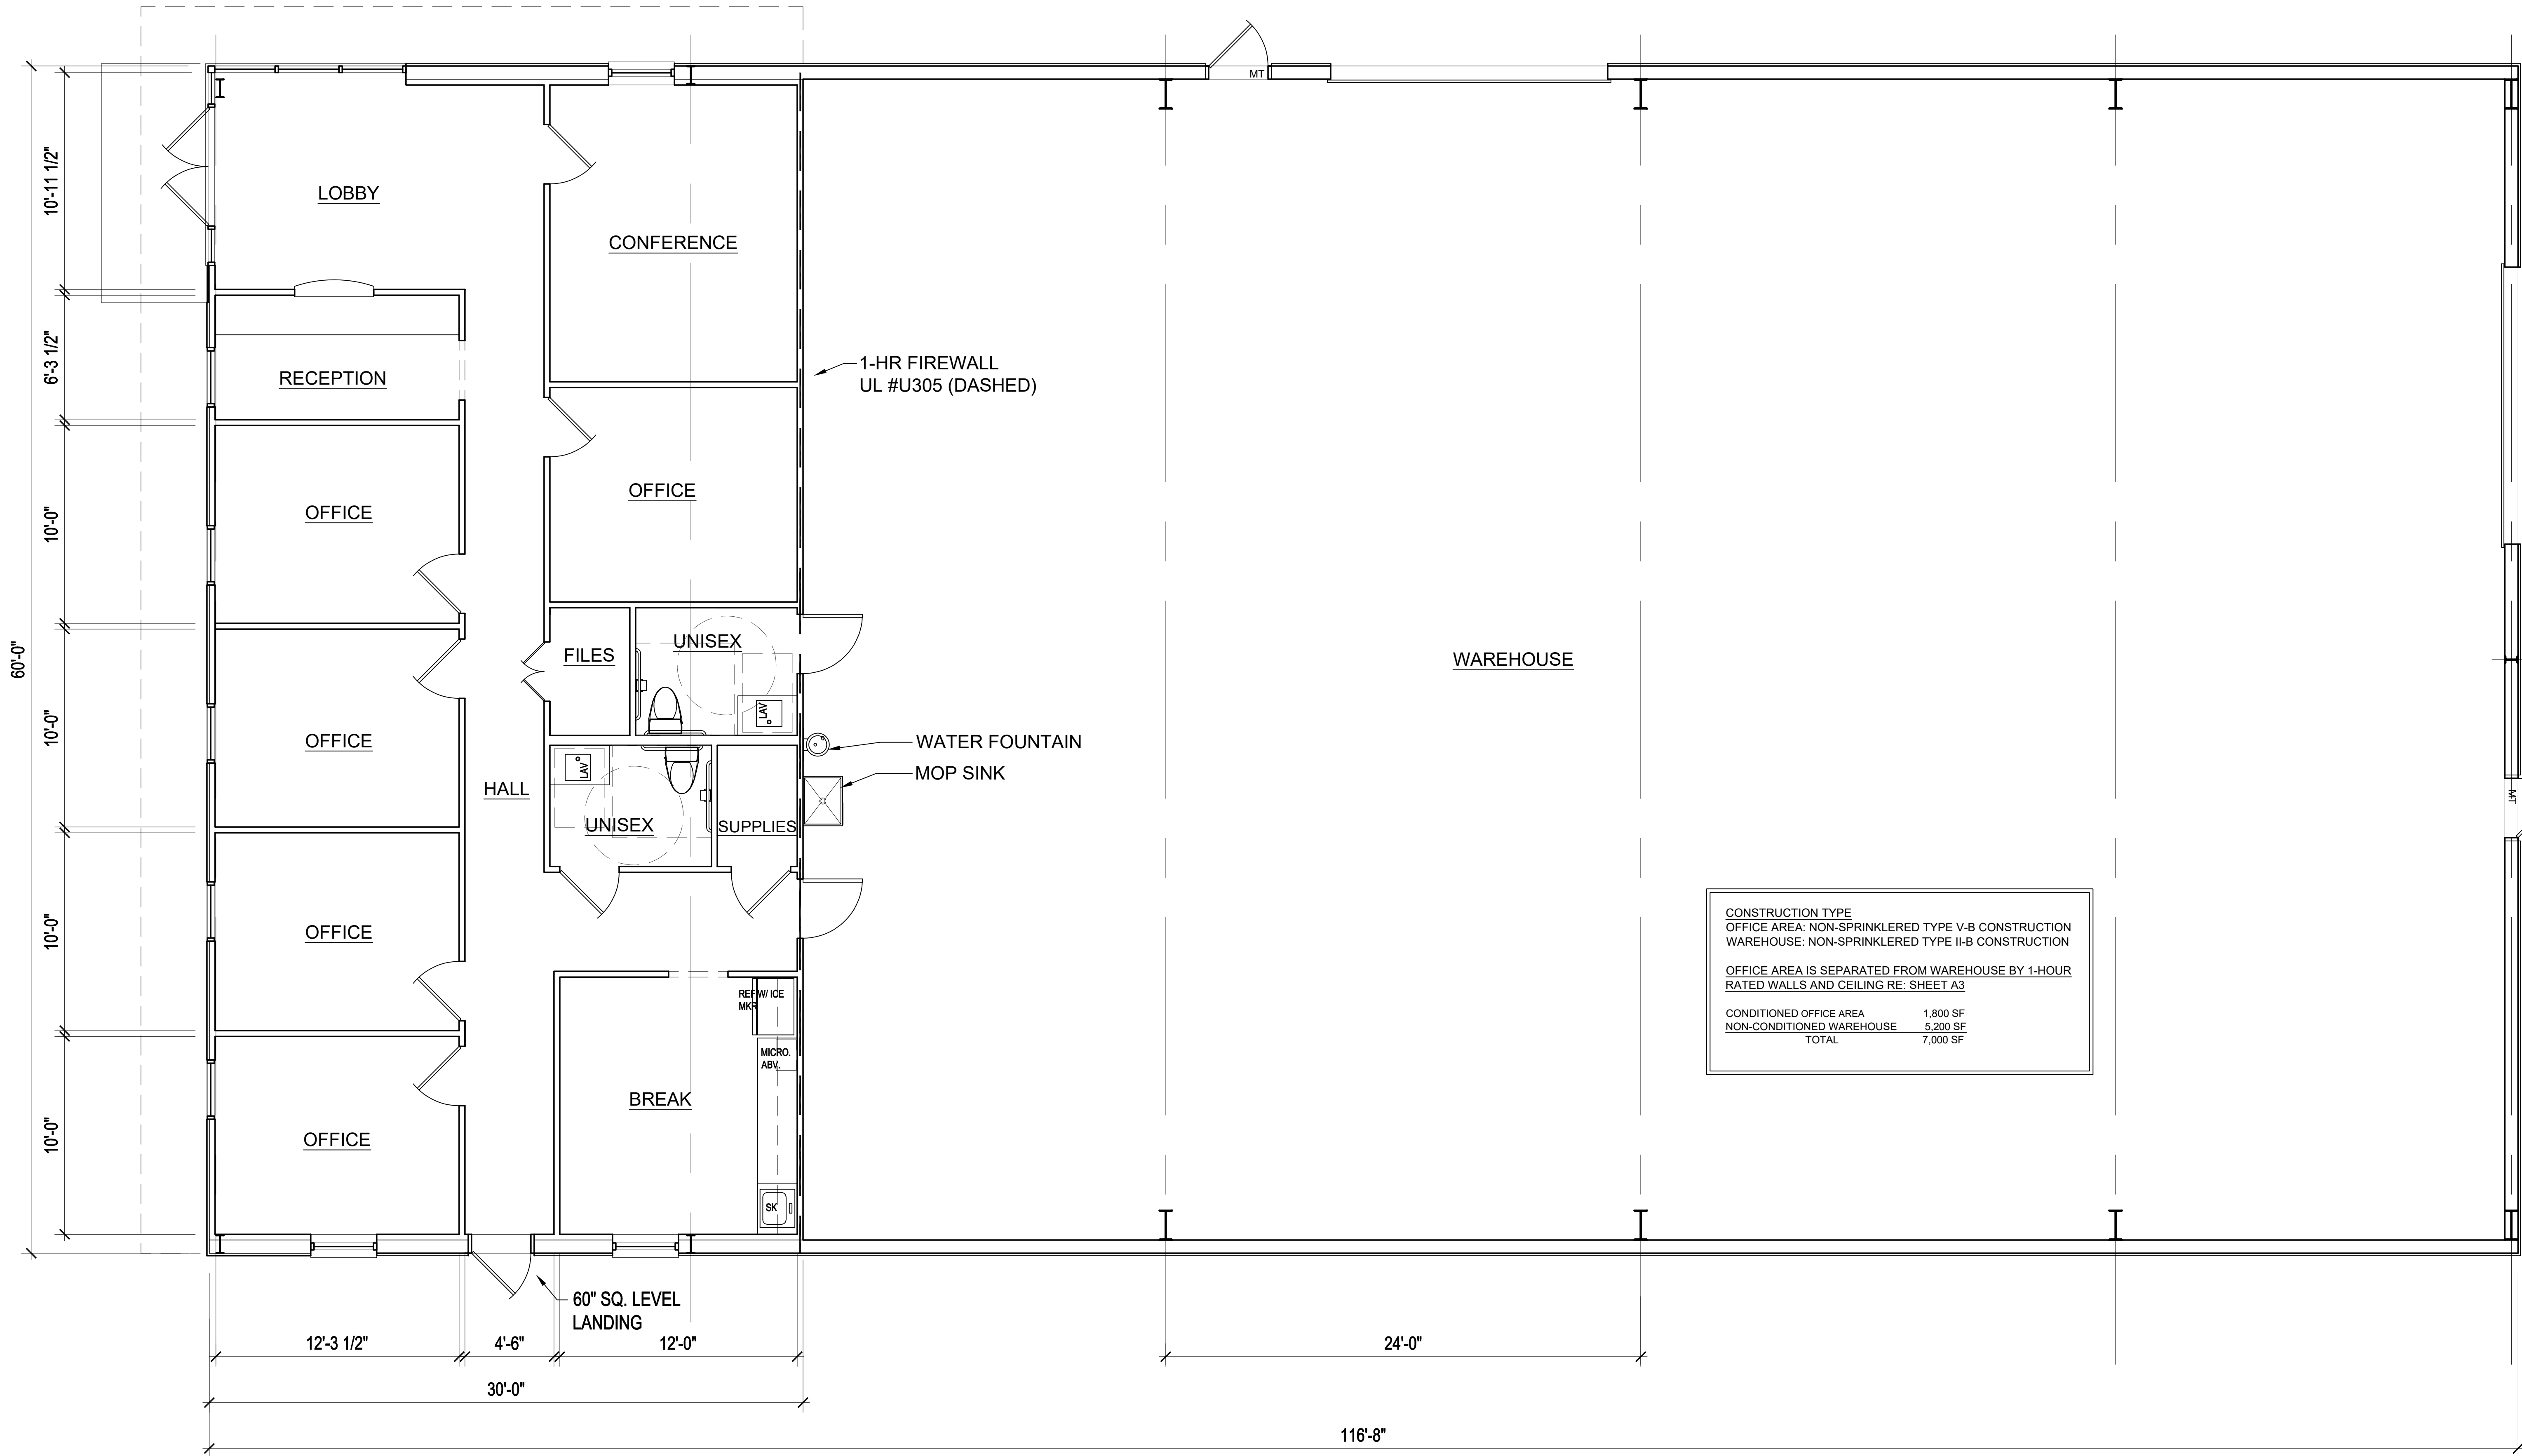 MT
10'-11 1/2"
LOBBY
CONFERENCE
6'-3 1/2"
RECEPTION
1-HR FIREWALL
UL #U305 (DASHED)
10'-0"
OFFICE
OFFICE
60'-0"
FILES
UNISEX
WAREHOUSE
LAV
10'-0"
OFFICE
WATER FOUNTAIN
MOP SINK
LAV
HALL
MT
UNISEX
SUPPLIES
10'-0"
OFFICE
CONSTRUCTION TYPE
OFFICE AREA: NON-SPRINKLERED TYPE V-B CONSTRUCTION
WAREHOUSE: NON-SPRINKLERED TYPE II-B CONSTRUCTION
OFFICE AREA IS SEPARATED FROM WAREHOUSE BY 1-HOUR
RATED WALLS AND CEILING RE: SHEET A3
CONDITIONED OFFICE AREA 1,800 SF
NON-CONDITIONED WAREHOUSE 5,200 SF
TOTAL 7,000 SF
REF W/ ICE
MKR
MICRO.
ABV.
10'-0"
OFFICE
BREAK
SK
60" SQ. LEVEL
LANDING
12'-3 1/2"
4'-6"
12'-0"
24'-0"
30'-0"
116'-8"